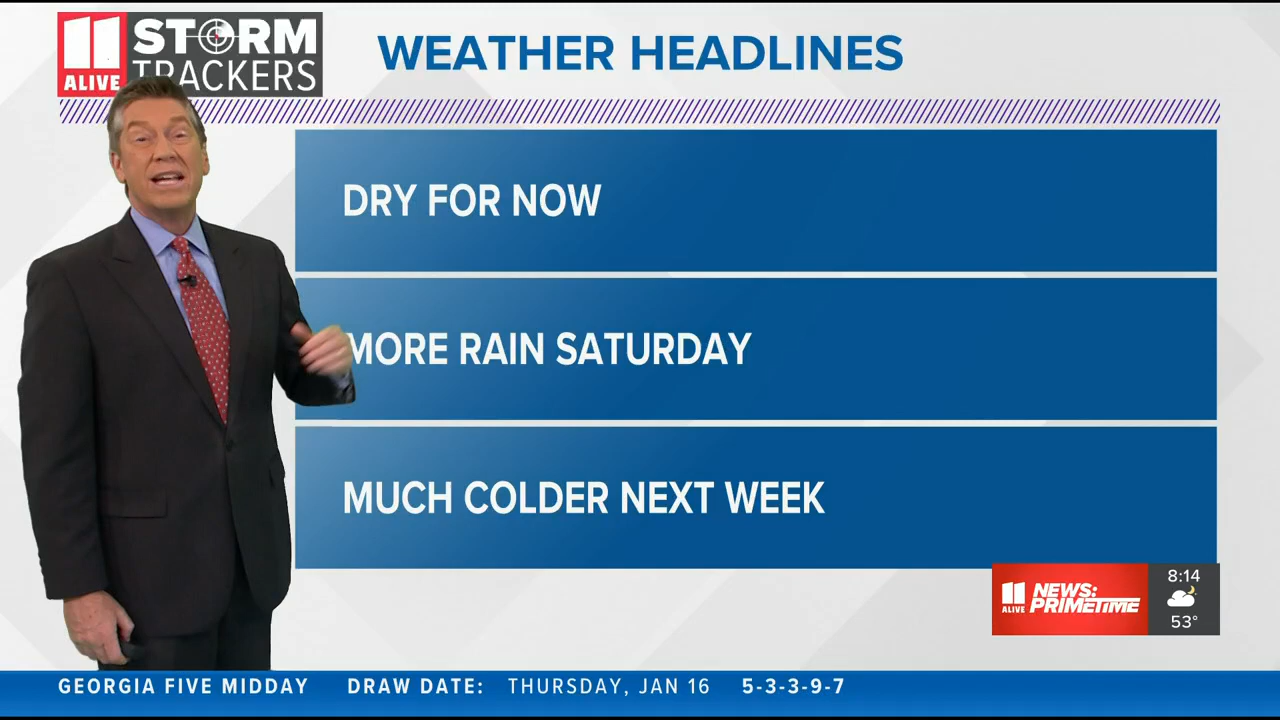 11
ALIVE
STORM
TRACKERS
WEATHER HEADLINES
DRY FOR NOW
MORE RAIN SATURDAY
MUCH COLDER NEXT WEEK
11
ALIVE
NEWS:
PRIMETIME
8:14
53°
GEORGIA FIVE MIDDAY DRAW DATE: THURSDAY, JAN 16 5-3-3-9-7